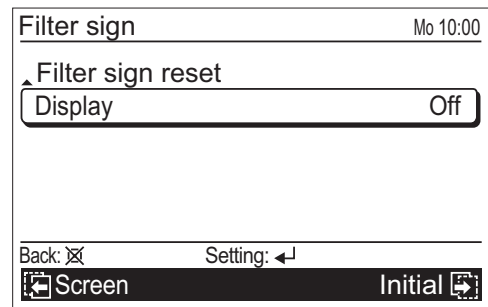 Filter sign Mo 10:00
Filter sign reset
Display Off
Back: Setting:
Screen Initial